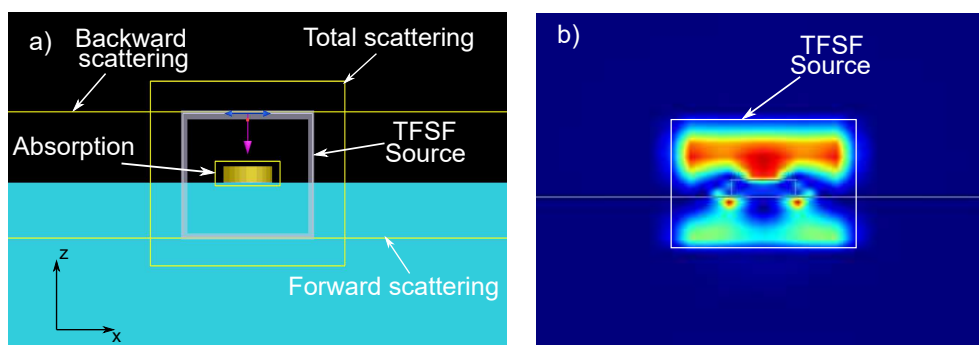 a)
Backward
scattering
Total scattering
Absorption
TFSF
Source
Forward scattering
z
x
b)
TFSF
Source